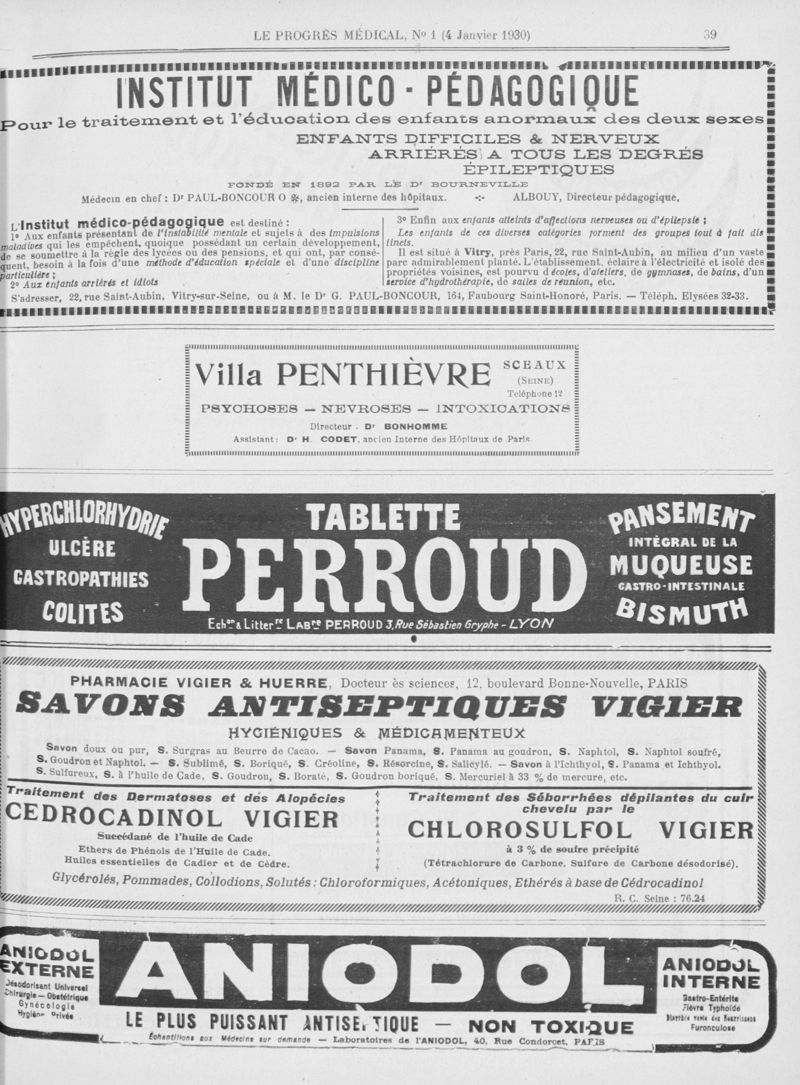 LE PROGRÈS MÉDICAL, Nº 1 (4 Janvier 1930) 39
INSTITUT MÉDICO-PÉDAGOGIQUE
Pour le traitement et l'éducation des enfants anormaux des deux sexes
ENFANTS DIFFICILES & NERVEUX
ARRIÉRÉS A TOUS LES DEGRÉS
ÉPILEPTIQUES
FONDÉ EN 1892 PAR LE Dr BOURNEVILLE
Médecin en chef : Dr PAUL-BONCOUR O ✻, ancien interne des hôpitaux. -:- ALBOUY, Directeur pédagogique.
L'Institut médico-pédagogique est destiné :
1º Aux enfants présentant de l'instabilité mentale et sujets à des impulsions
maladives qui les empêchent, quoique possédant un certain développement,
de se soumettre à la règle des lycées ou des pensions, et qui ont, par consé-
quent, besoin à la fois d'une méthode d'éducation spéciale et d'une discipline
particulière ;
2º Aux enfants arriérés et idiots
3º Enfin aux enfants atteints d'affections nerveuses ou d'épilepsie ;
Les enfants de ces diverses catégories forment des groupes tout à fait dis
tincts.
Il est situé à Vitry, près Paris, 22, rue Saint-Aubin, au milieu d'un vaste
parc admirablement planté. L'établissement, éclairé à l'électricité et isolé des
propriétés voisines, est pourvu d'écoles, d'ateliers, de gymnases, de bains, d'un
service d'hydrothérapie, de salles de réunion, etc.
S'adresser, 22, rue Saint-Aubin, Vitry-sur-Seine, ou à M. le Dr G. PAUL-BONCOUR, 164, Faubourg Saint-Honoré, Paris. — Téléph. Elysées 32-33.
Villa PENTHIÈVRE SCEAUX
(SEINE)
Téléphone 12
PSYCHOSES — NEVROSES — INTOXICATIONS
Directeur . Dr BONHOMME
Assistant : Dr H. CODET, ancien Interne des Hôpitaux de Paris
HYPERCHLORHYDRIE
ULCÈRE
GASTROPATHIES
COLITES
TABLETTE
PERROUD
Echons & Littérre LABres PERROUD 3, Rue Sébastien Gryphe - LYON
PANSEMENT
INTÉGRAL DE LA
MUQUEUSE
GASTRO-INTESTINALE
BISMUTH
PHARMACIE VIGIER & HUERRE, Docteur ès sciences, 12, boulevard Bonne-Nouvelle, PARIS
SAVONS ANTISEPTIQUES VIGIER
HYGIÉNIQUES & MÉDICAMENTEUX
Savon doux ou pur, S. Surgras au Beurre de Cacao. — Savon Panama, S. Panama au goudron, S. Naphtol, S. Naphtol soufré,
S. Goudron et Naphtol. — S. Sublimé, S. Boriqué, S. Créoline, S. Résorcine, S. Salicylé. — Savon à l'Ichthyol, S. Panama et Ichthyol.
S. Sulfureux, S. à l'huile de Cade, S. Goudron, S. Boraté, S. Goudron boriqué, S. Mercuriel à 33 % de mercure, etc.
Traitement des Dermatoses et des Alopécies
CEDROCADINOL VIGIER
Succédané de l'huile de Cade
Ethers de Phénols de l'Huile de Cade.
Huiles essentielles de Cadier et de Cèdre.
Traitement des Séborrhées dépilantes du cuir
chevelu par le
CHLOROSULFOL VIGIER
à 3 % de soufre précipité
(Tétrachlorure de Carbone, Sulfure de Carbone désodorisé).
Glycérolés, Pommades, Collodions, Solutés : Chloroformiques, Acétoniques, Ethérés à base de Cédrocadinol
R. C. Seine : 76.24
ANIODOL
EXTERNE
Désodorisant Universel
Chirurgie — Obstétrique
Gynécologie
Hygiène Privée
ANIODOL
LE PLUS PUISSANT ANTISEPTIQUE — NON TOXIQUE
Échantillons aux Médecins sur demande — Laboratoires de l'ANIODOL, 40, Rue Condorcet, PARIS
ANIODOL
INTERNE
Gastro-Entérite
Fièvre Typhoïde
Diarrhée verte des Nourrissons
Furonculose